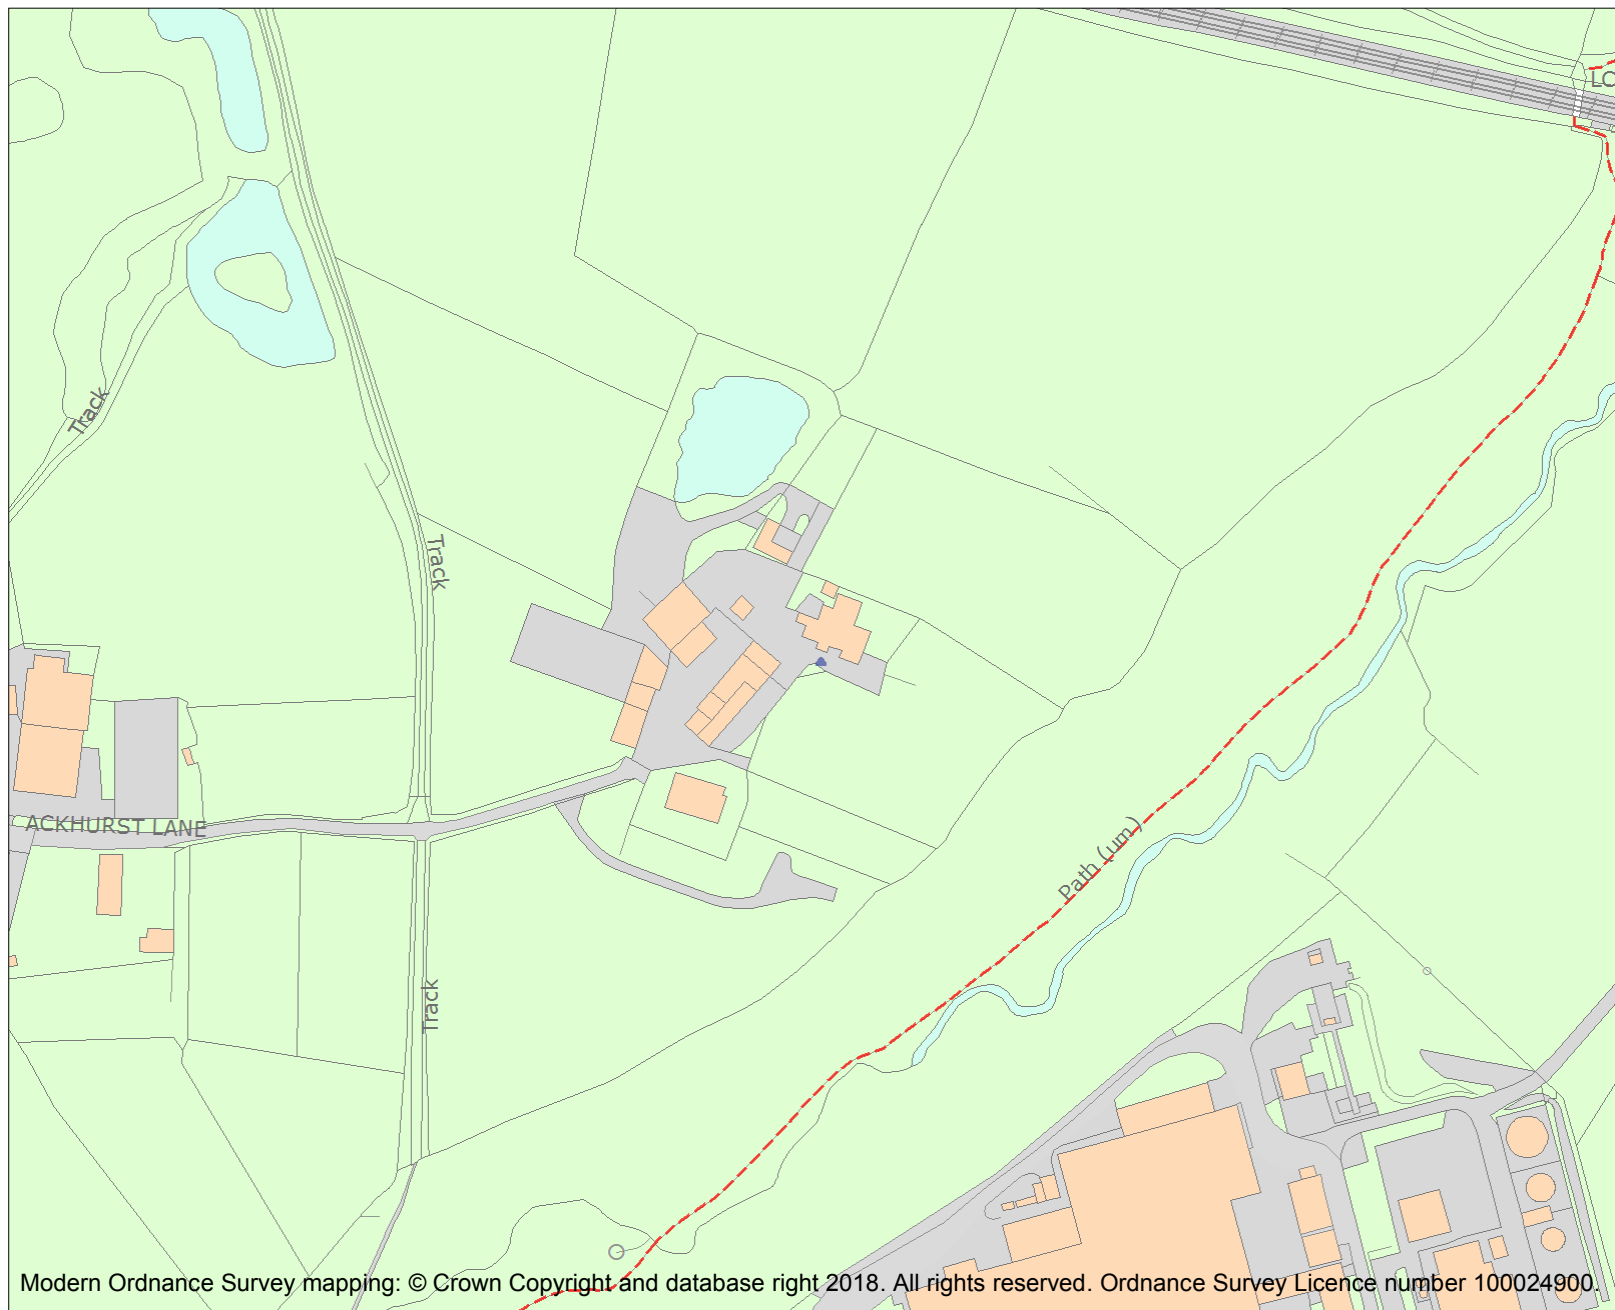 LO
Track
Track
ACKHURST LANE
Path (um)
Track
Modern Ordnance Survey mapping: © Crown Copyright and database right 2018. All rights reserved. Ordnance Survey Licence number 100024900.